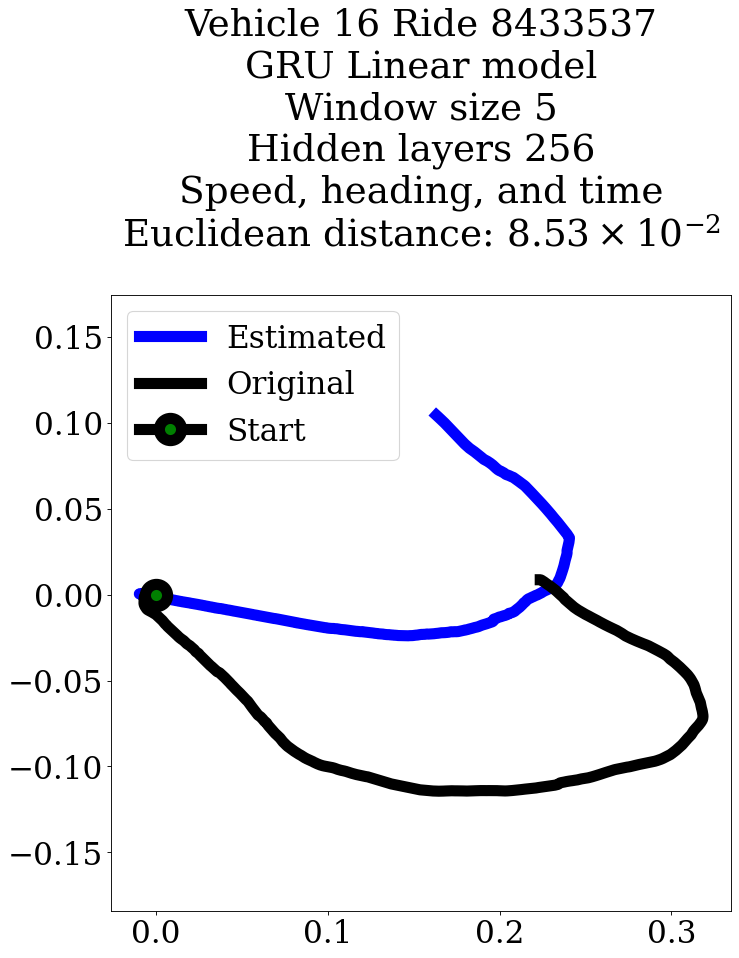 Vehicle 16 Ride 8433537
GRU Linear model
Window size 5
Hidden layers 256
Speed, heading, and time
Euclidean distance: 8.53 × 10⁻²
Estimated
Original
Start
0.15
0.10
0.05
0.00
−0.05
−0.10
−0.15
0.0 0.1 0.2 0.3